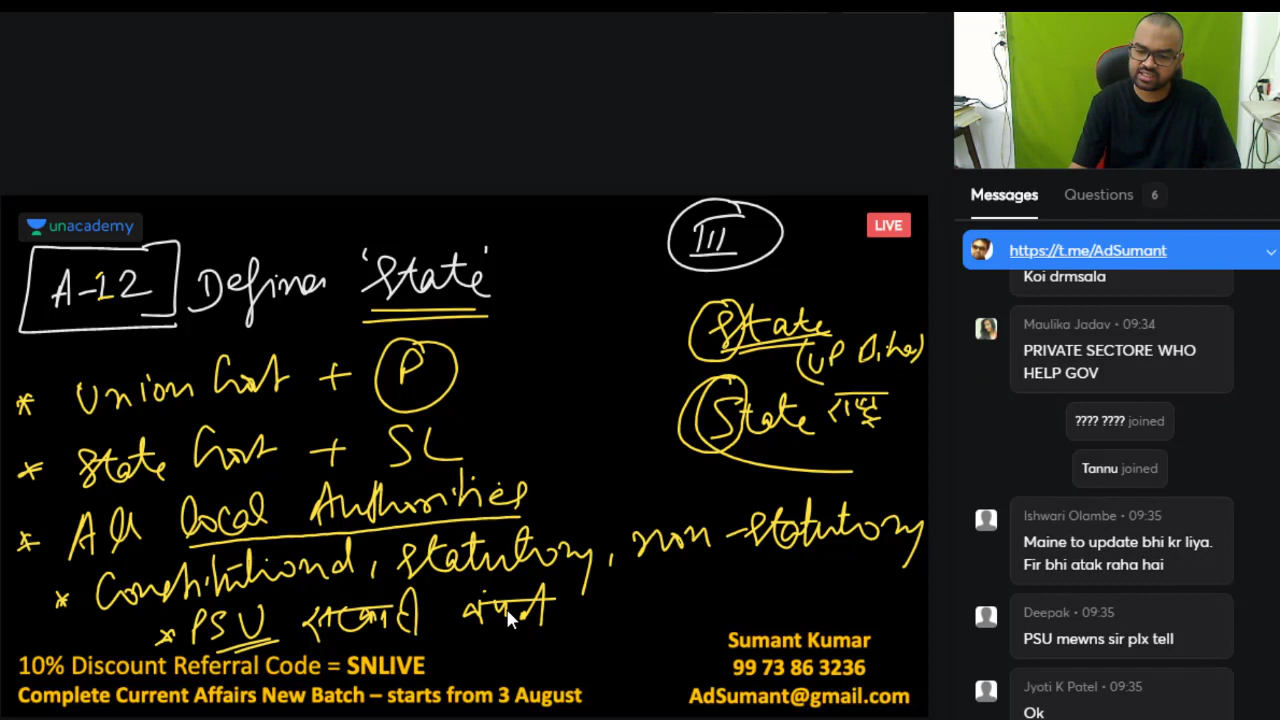 unacademy
LIVE
III
A-12 Defines 'State'
* Union Govt + P
* State Govt + SL
* All local Authorities
* Constitutional, statutory, non-statutory
* PSU सरकारी कंपनी
State
(UP Bihar)
State राष्ट्र
10% Discount Referral Code = SNLIVE
Complete Current Affairs New Batch – starts from 3 August
Sumant Kumar
99 73 86 3236
AdSumant@gmail.com
Messages Questions 6
https://t.me/AdSumant
Koi drmsala
Maulika Jadav • 09:34
PRIVATE SECTORE WHO
HELP GOV
???? ???? joined
Tannu joined
Ishwari Olambe • 09:35
Maine to update bhi kr liya.
Fir bhi atak raha hai
Deepak • 09:35
PSU mewns sir plx tell
Jyoti K Patel • 09:35
Ok